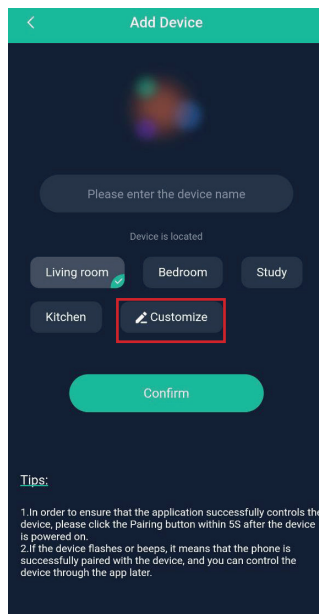 Add Device
Please enter the device name
Device is located
Living room Bedroom Study
Kitchen Customize
Confirm
Tips:
1.In order to ensure that the application successfully controls the
device, please click the Pairing button within 5S after the device
is powered on.
2.If the device flashes or beeps, it means that the phone is
successfully paired with the device, and you can control the
device through the app later.